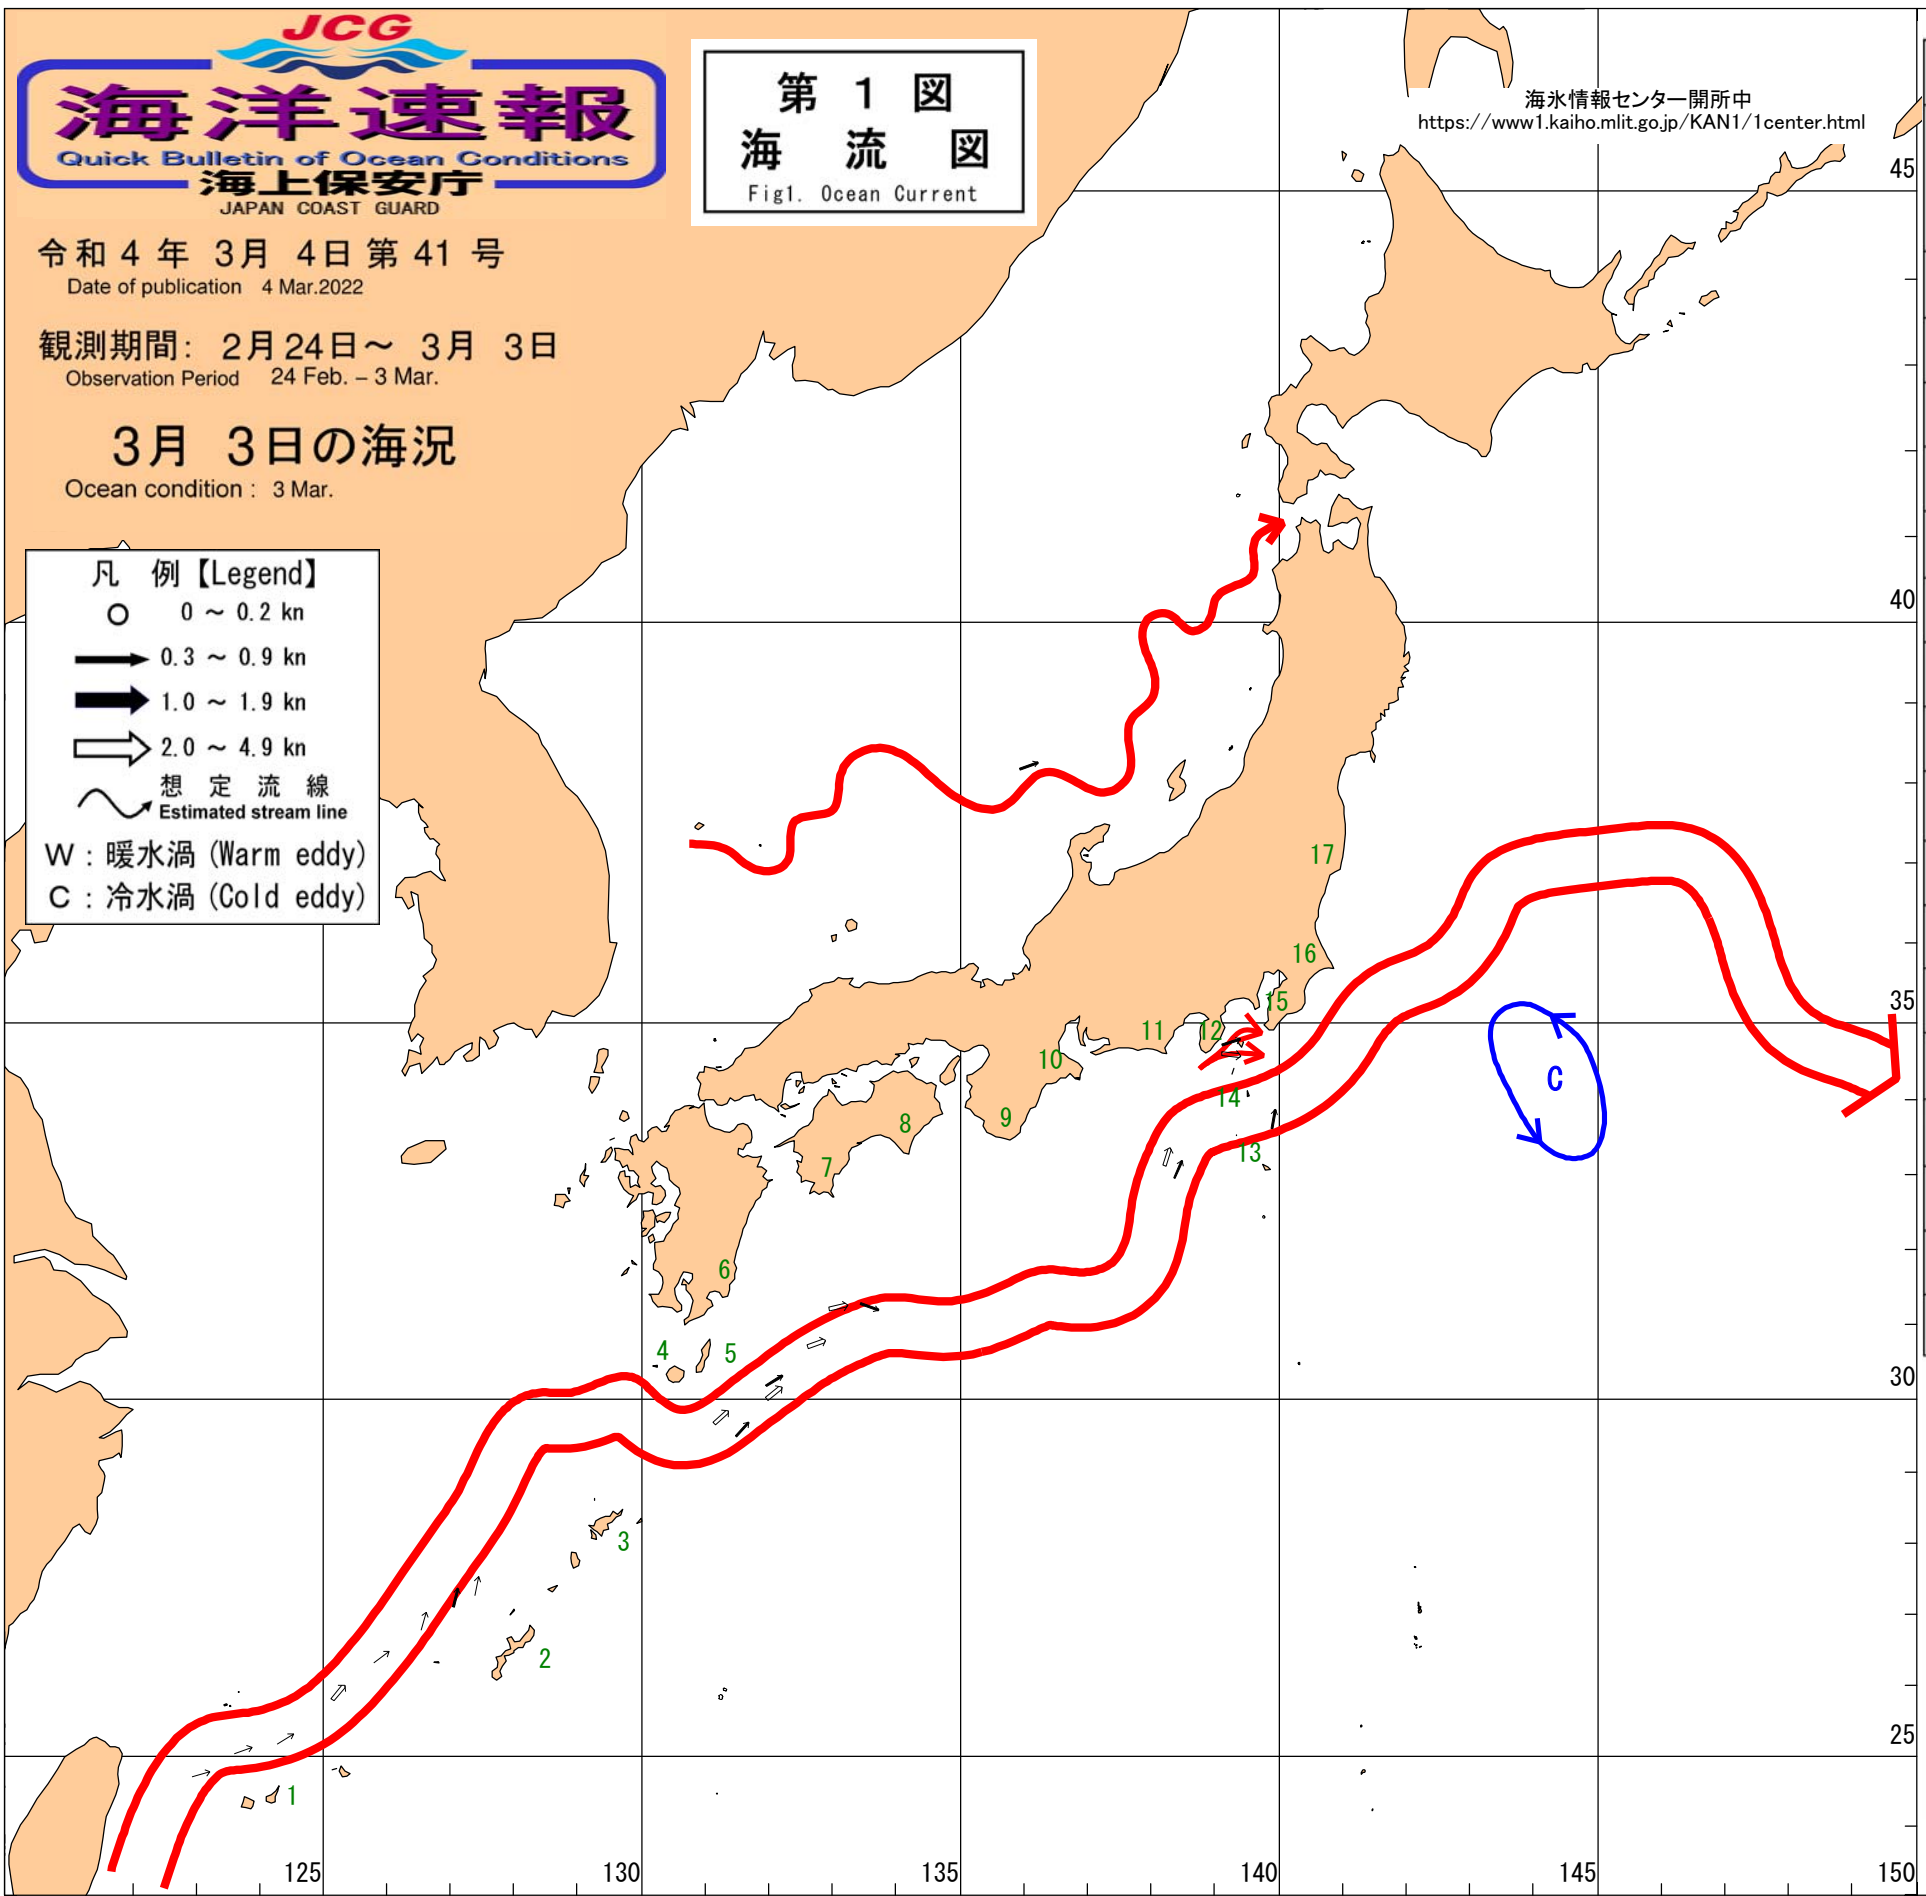 JCG
海洋速報
Quick Bulletin of Ocean Conditions
海上保安庁
JAPAN COAST GUARD
令和 4 年 3月 4日 第 41 号
Date of publication 4 Mar.2022
観測期間: 2月24日～ 3月 3日
Observation Period 24 Feb. – 3 Mar.
3月 3日の海況
Ocean condition : 3 Mar.
第 1 図
海 流 図
Fig1. Ocean Current
海氷情報センター開所中
https://www1.kaiho.mlit.go.jp/KAN1/1center.html
凡 例【Legend】
0 ～ 0.2 kn
0.3 ～ 0.9 kn
1.0 ～ 1.9 kn
2.0 ～ 4.9 kn
想 定 流 線
Estimated stream line
W : 暖水渦 (Warm eddy)
C : 冷水渦 (Cold eddy)
45
40
35
30
25
17
16
15
12
11
10
14
13
9
8
7
6
5
4
3
2
1
C
125
130
135
140
145
150